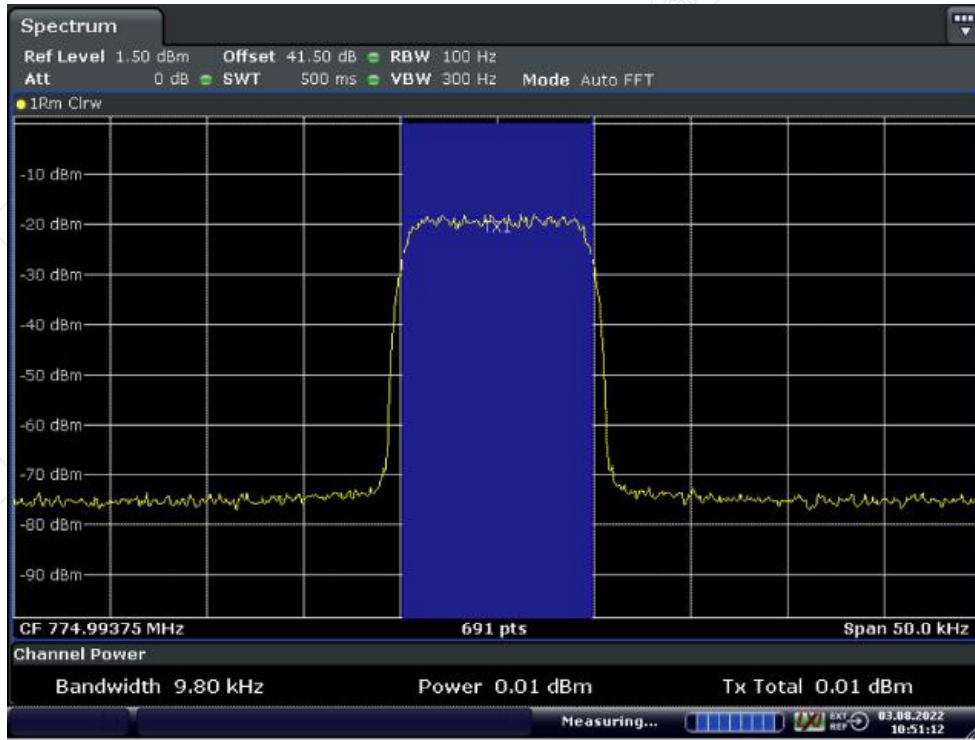 Spectrum
Ref Level 1.50 dBm Offset 41.50 dB RBW 100 Hz
Att 0 dB SWT 500 ms VBW 300 Hz Mode Auto FFT
1Rm Clrw
-10 dBm
-20 dBm
TX1
-30 dBm
-40 dBm
-50 dBm
-60 dBm
-70 dBm
-80 dBm
-90 dBm
CF 774.99375 MHz 691 pts Span 50.0 kHz
Channel Power
Bandwidth 9.80 kHz Power 0.01 dBm Tx Total 0.01 dBm
Measuring... LXI EXT REF 03.08.2022
10:51:12